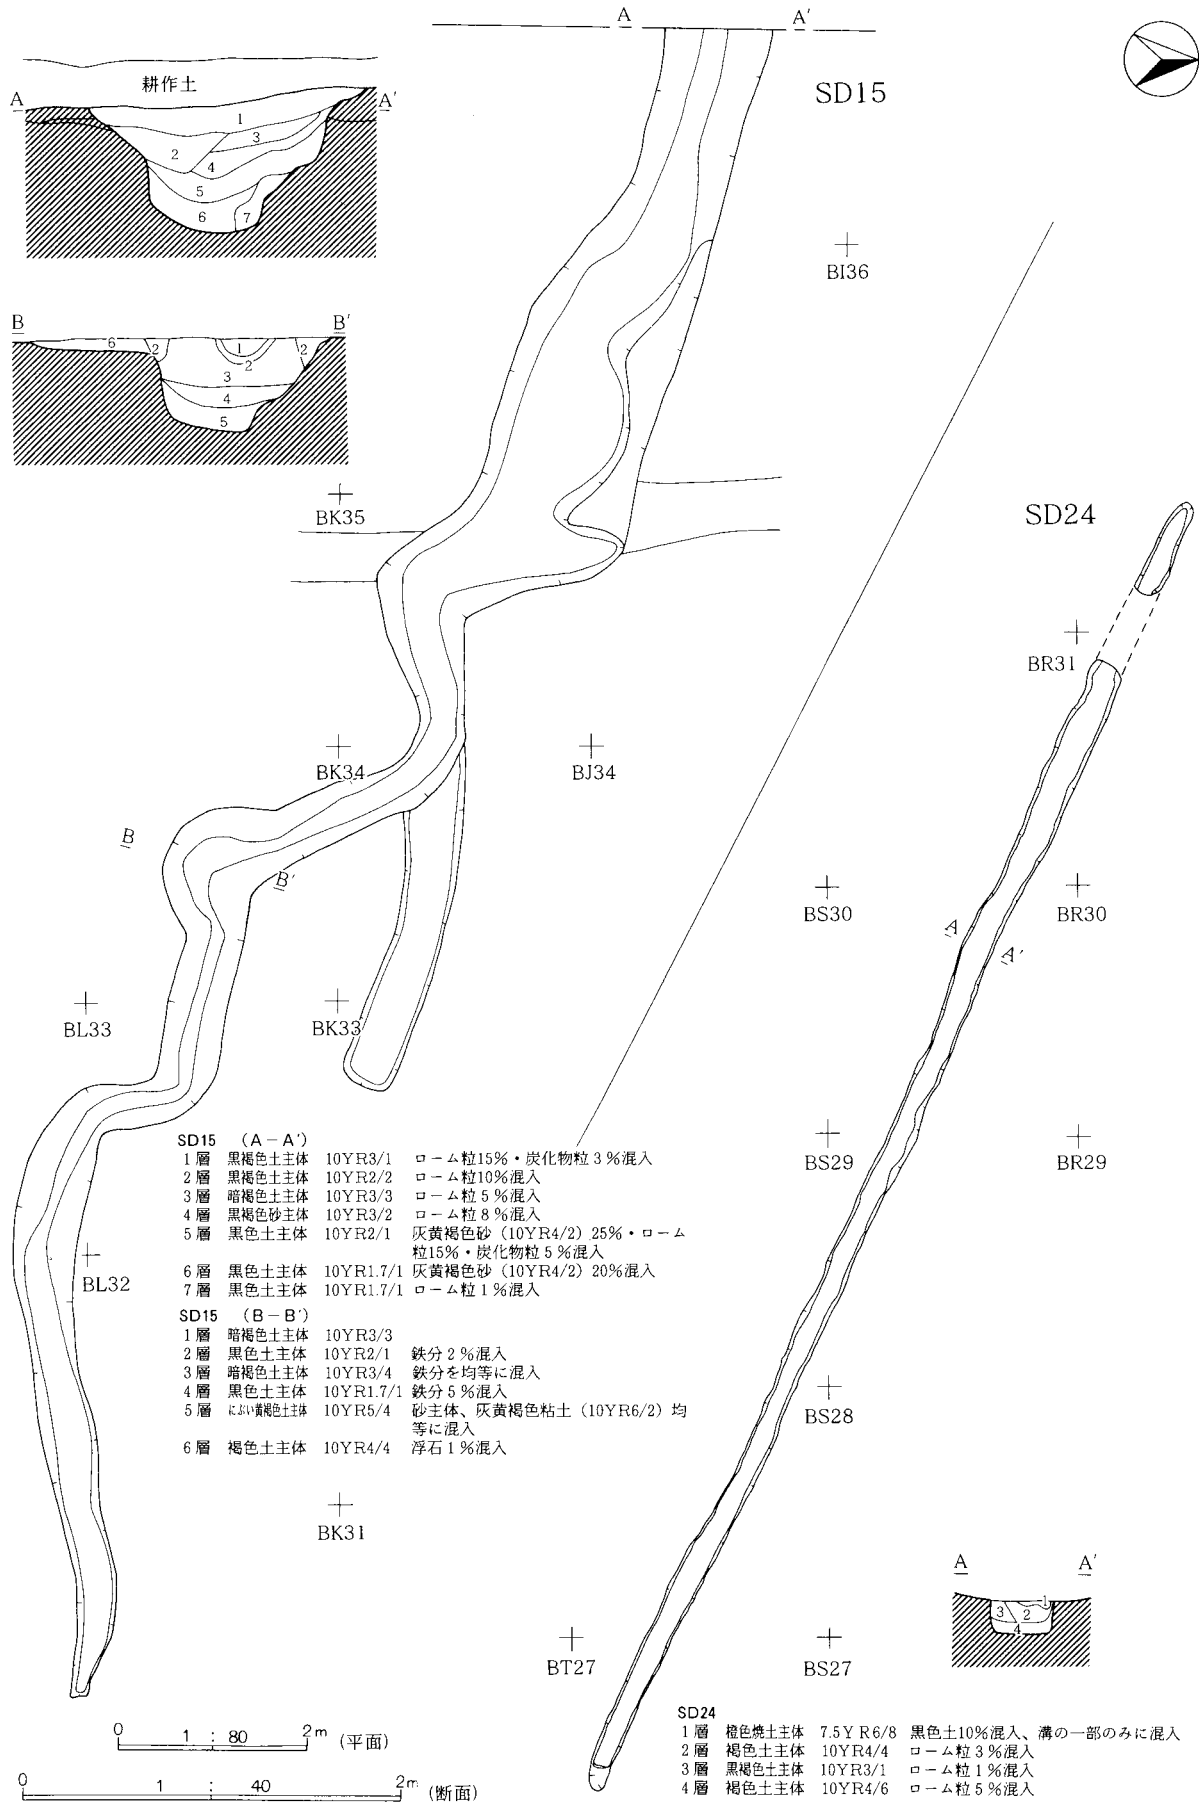 A A'
SD15
耕作土
A A'
1
3
2
4
5
6 7
BI36
B B'
6 2 1 2
2
3
4
5
BK35
SD24
BR31
BK34
BJ34
B
B'
BS30
BR30
A
A'
BL33
BK33
BS29
BR29
SD15 (A-A')
1層 黒褐色土主体 10YR3/1 ローム粒15%・炭化物粒3%混入
2層 黒褐色土主体 10YR2/2 ローム粒10%混入
3層 暗褐色土主体 10YR3/3 ローム粒5%混入
4層 黒褐色砂主体 10YR3/2 ローム粒8%混入
5層 黒色土主体 10YR2/1 灰黄褐色砂(10YR4/2)25%・ローム
粒15%・炭化物粒5%混入
6層 黒色土主体 10YR1.7/1 灰黄褐色砂(10YR4/2)20%混入
7層 黒色土主体 10YR1.7/1 ローム粒1%混入
BL32
SD15 (B-B')
1層 暗褐色土主体 10YR3/3
2層 黒色土主体 10YR2/1 鉄分2%混入
3層 暗褐色土主体 10YR3/4 鉄分を均等に混入
4層 黒色土主体 10YR1.7/1 鉄分5%混入
5層 にぶい黄褐色土主体 10YR5/4 砂主体、灰黄褐色粘土(10YR6/2)均
等に混入
6層 褐色土主体 10YR4/4 浮石1%混入
BS28
BK31
A A'
1
3 2
4
BT27
BS27
0 1:80 2m (平面)
0 1:40 2m (断面)
SD24
1層 橙色焼土主体 7.5YR6/8 黒色土10%混入、溝の一部のみに混入
2層 褐色土主体 10YR4/4 ローム粒3%混入
3層 黒褐色土主体 10YR3/1 ローム粒1%混入
4層 褐色土主体 10YR4/6 ローム粒5%混入